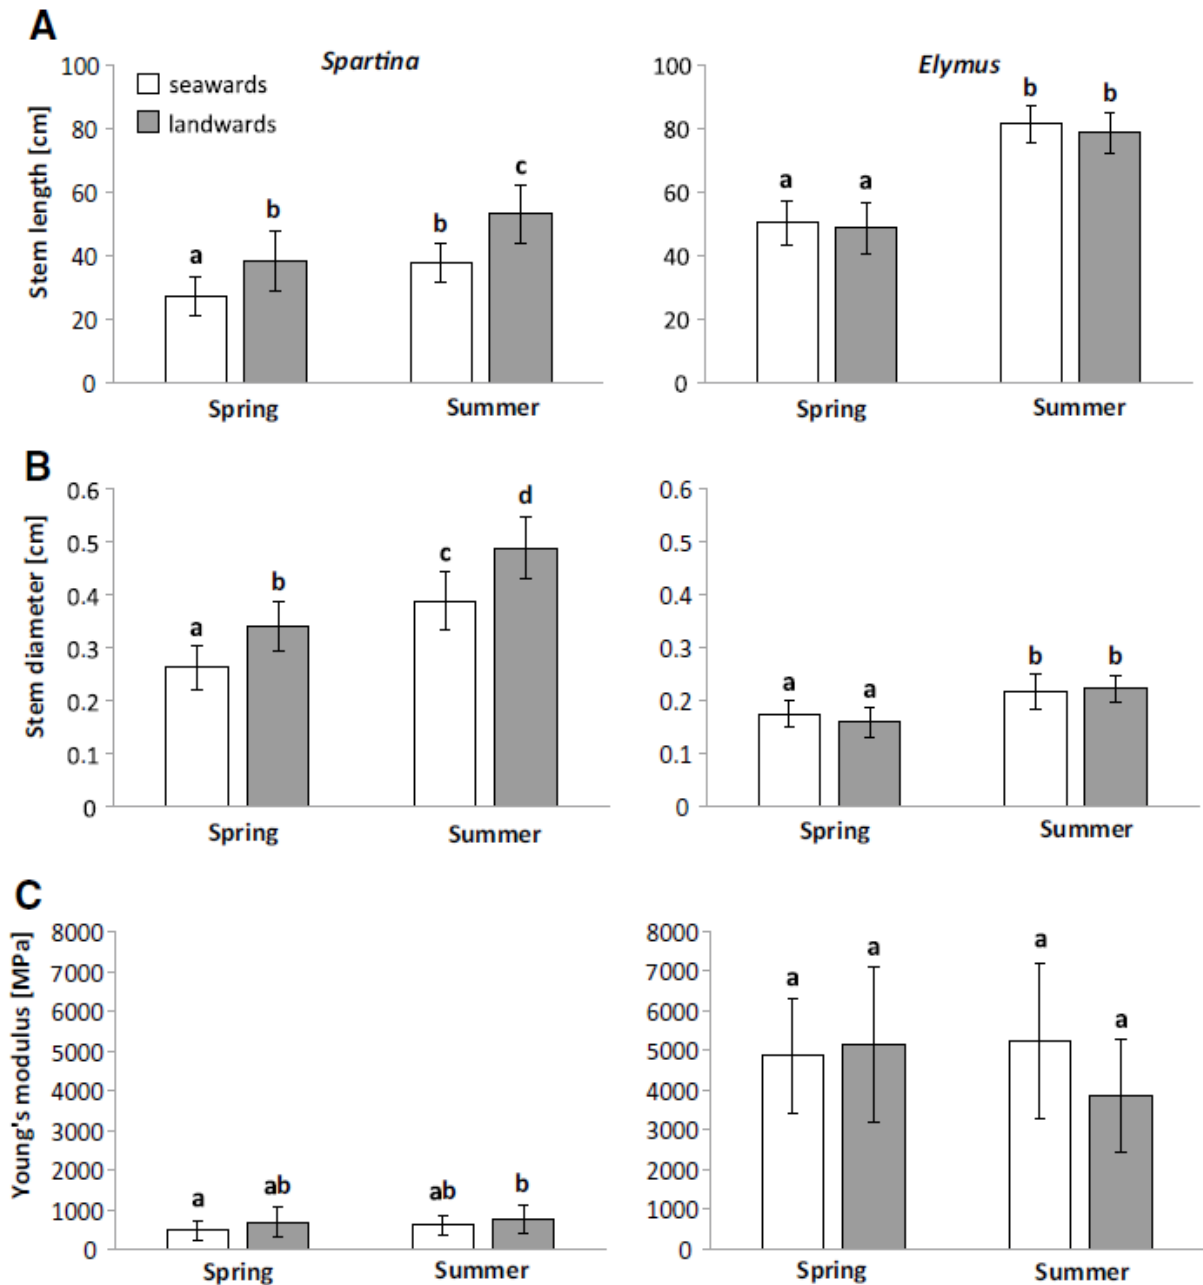 A
Spartina
Elymus
seawards
landwards
Stem length [cm]
100
80
60
40
20
0
a
b
b
c
Spring
Summer
100
80
60
40
20
0
a
a
b
b
Spring
Summer
B
Stem diameter [cm]
0.6
0.5
0.4
0.3
0.2
0.1
0
a
b
c
d
Spring
Summer
0.6
0.5
0.4
0.3
0.2
0.1
0
a
a
b
b
Spring
Summer
C
Young's modulus [MPa]
8000
7000
6000
5000
4000
3000
2000
1000
0
a
ab
ab
b
Spring
Summer
8000
7000
6000
5000
4000
3000
2000
1000
0
a
a
a
a
Spring
Summer